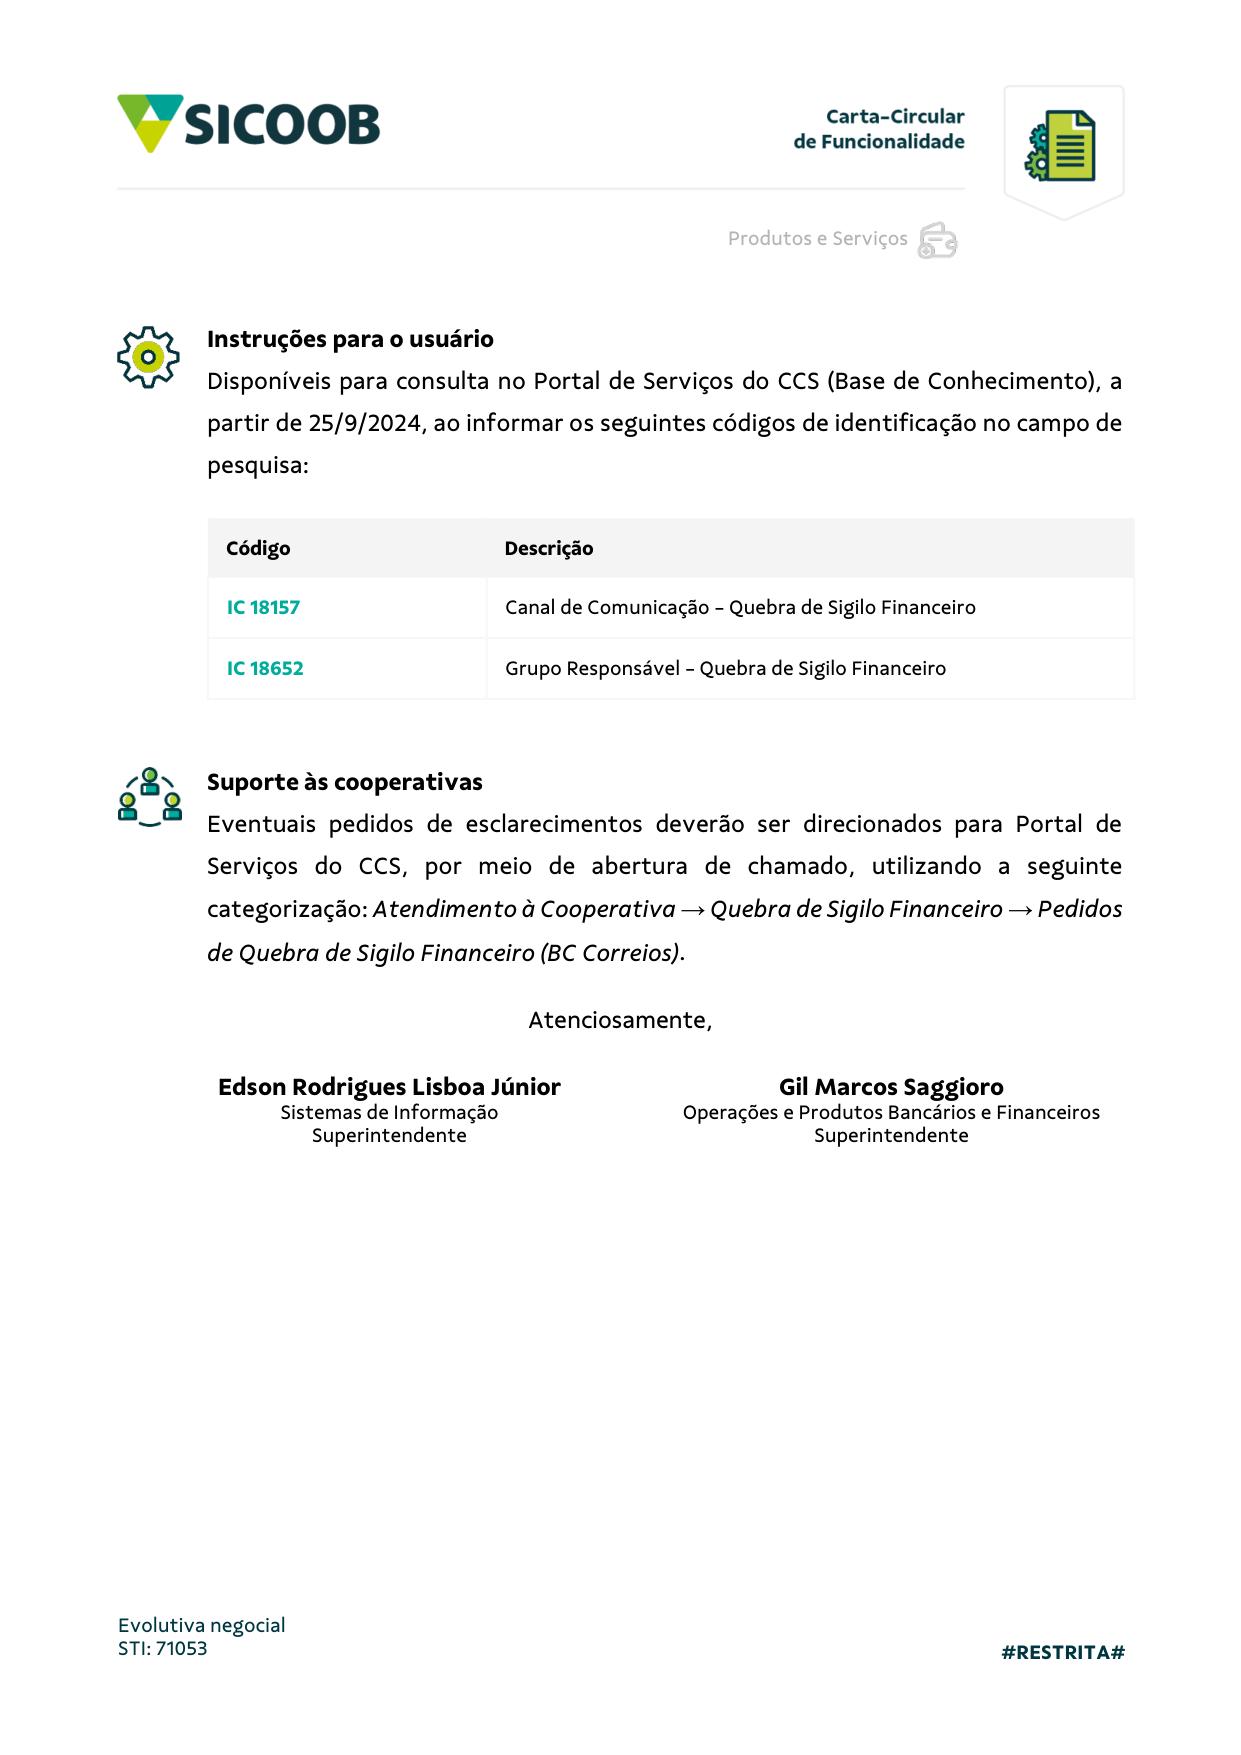 SICOOB
Carta-Circular
de Funcionalidade
Produtos e Serviços
Instruções para o usuário
Disponíveis para consulta no Portal de Serviços do CCS (Base de Conhecimento), a
partir de 25/9/2024, ao informar os seguintes códigos de identificação no campo de
pesquisa:
Código Descrição
IC 18157 Canal de Comunicação – Quebra de Sigilo Financeiro
IC 18652 Grupo Responsável – Quebra de Sigilo Financeiro
Suporte às cooperativas
Eventuais pedidos de esclarecimentos deverão ser direcionados para Portal de
Serviços do CCS, por meio de abertura de chamado, utilizando a seguinte
categorização: Atendimento à Cooperativa → Quebra de Sigilo Financeiro → Pedidos
de Quebra de Sigilo Financeiro (BC Correios).
Atenciosamente,
Edson Rodrigues Lisboa Júnior
Sistemas de Informação
Superintendente
Gil Marcos Saggioro
Operações e Produtos Bancários e Financeiros
Superintendente
Evolutiva negocial
STI: 71053
#RESTRITA#